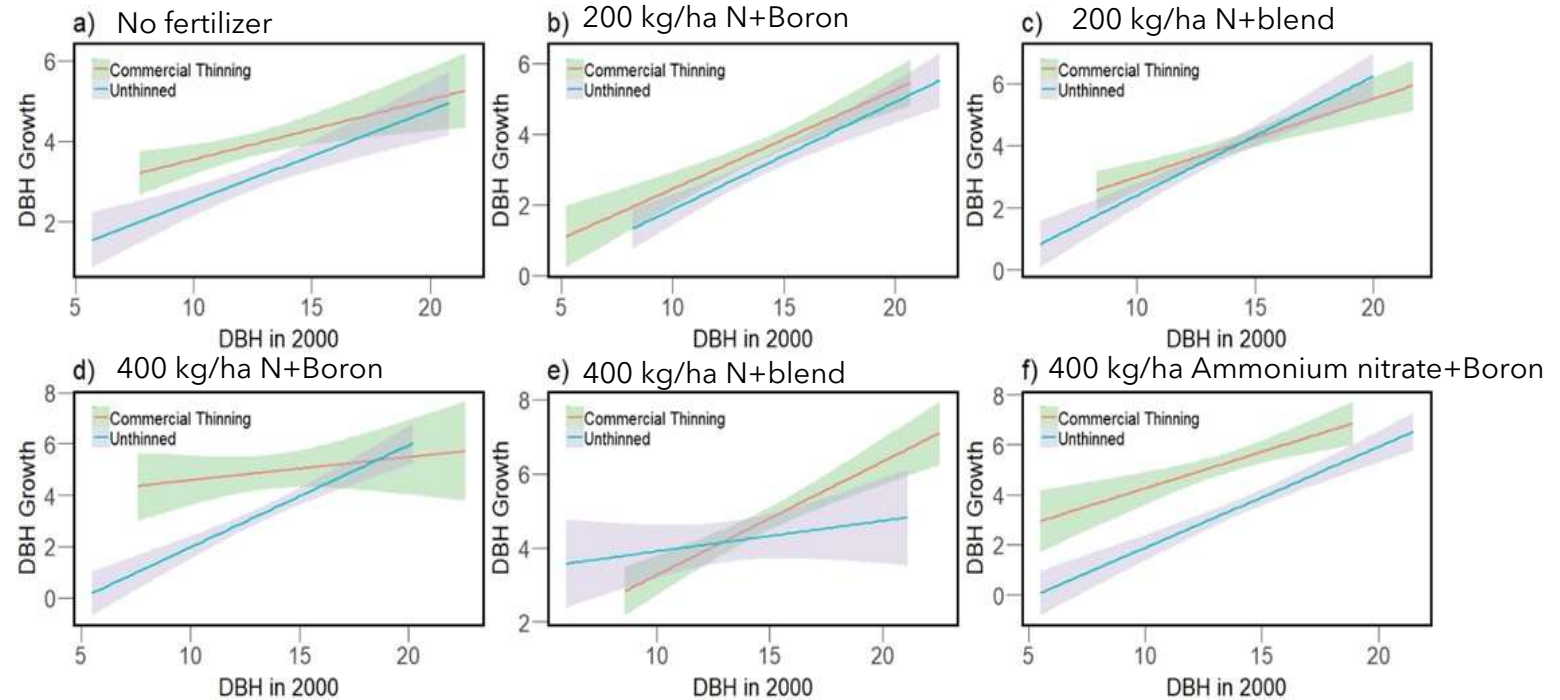 a) No fertilizer
b) 200 kg/ha N+Boron
c) 200 kg/ha N+blend
Commercial Thinning
Unthinned
DBH Growth
6
4
2
5 10 15 20
DBH in 2000
Commercial Thinning
Unthinned
DBH Growth
6
4
2
0
5 10 15 20
DBH in 2000
Commercial Thinning
Unthinned
DBH Growth
6
4
2
0
10 15 20
DBH in 2000
d) 400 kg/ha N+Boron
e) 400 kg/ha N+blend
f) 400 kg/ha Ammonium nitrate+Boron
Commercial Thinning
Unthinned
DBH Growth
8
6
4
2
0
5 10 15 20
DBH in 2000
Commercial Thinning
Unthinned
DBH Growth
8
6
4
2
10 15 20
DBH in 2000
Commercial Thinning
Unthinned
DBH Growth
8
6
4
2
0
5 10 15 20
DBH in 2000